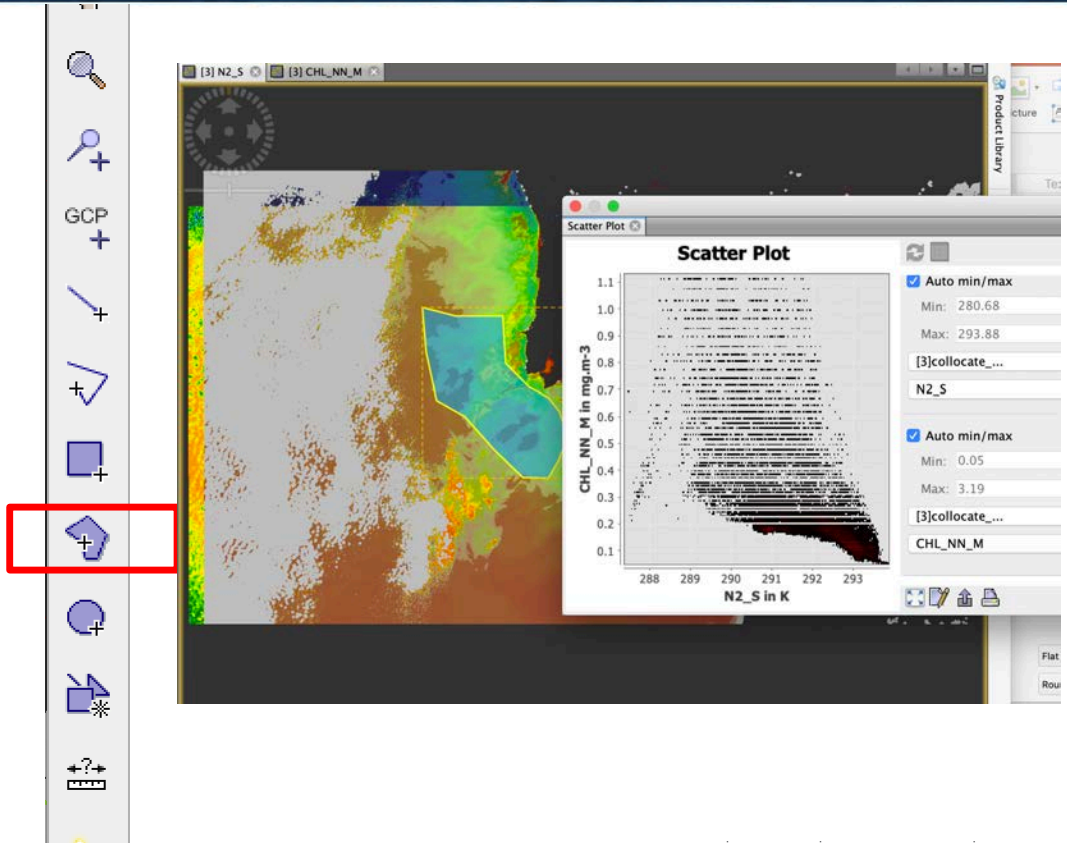 GCP
[3] N2_S
[3] CHL_NN_M
Product Library
cture
Tex
Scatter Plot
Scatter Plot
1.1
1.0
0.9
0.8
0.7
0.6
0.5
0.4
0.3
0.2
0.1
CHL_NN_M in mg.m-3
288 289 290 291 292 293
N2_S in K
Auto min/max
Min: 280.68
Max: 293.88
[3]collocate_...
N2_S
Auto min/max
Min: 0.05
Max: 3.19
[3]collocate_...
CHL_NN_M
Flat
Rou